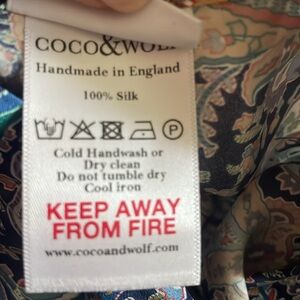 COCO&WOLF
Handmade in England
100% Silk
P
Cold Handwash or
Dry clean
Do not tumble dry
Cool iron
KEEP AWAY
FROM FIRE
www.cocoandwolf.com